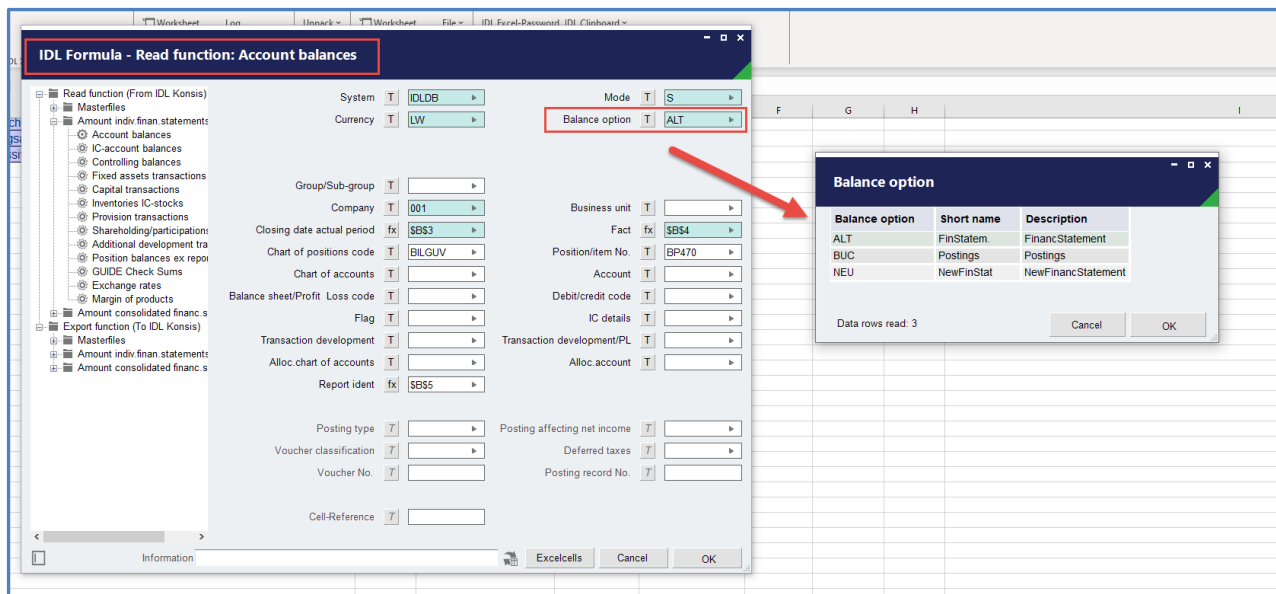 Worksheet Log Unpack Worksheet File IDL Excel-Password IDL Clipboard
IDL Formula - Read function: Account balances
Read function (From IDL Konsis)
Masterfiles
Amount indiv.finan.statements
Account balances
IC-account balances
Controlling balances
Fixed assets transactions
Capital transactions
Inventories IC-stocks
Provision transactions
Shareholding/participations
Additional development tra
Position balances ex repor
GUIDE Check Sums
Exchange rates
Margin of products
Amount consolidated financ.s
Export function (To IDL Konsis)
Masterfiles
Amount indiv.finan.statements
Amount consolidated financ.s
System T IDLDB Mode T S
Currency T LW Balance option T ALT
Group/Sub-group T
Company T 001 Business unit T
Closing date actual period fx $B$3 Fact fx $B$4
Chart of positions code T BILGUV Position/item No. T BP470
Chart of accounts T Account T
Balance sheet/Profit Loss code T Debit/credit code T
Flag T IC details T
Transaction development T Transaction development/PL T
Alloc.chart of accounts T Alloc.account T
Report ident fx $B$5
Posting type T Posting affecting net income T
Voucher classification T Deferred taxes T
Voucher No. T Posting record No. T
Cell-Reference T
Information Excelcells Cancel OK
F G H I
Balance option
Balance option Short name Description
ALT FinStatem. FinancStatement
BUC Postings Postings
NEU NewFinStat NewFinancStatement
Data rows read: 3 Cancel OK